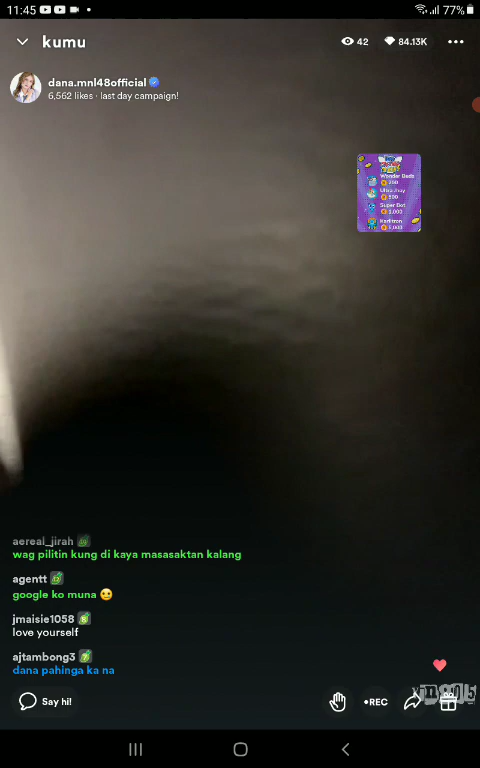 11:45
77%
kumu
42
84.13K
dana.mnl48official
6,562 likes · last day campaign!
Wonder Buds
Super Bot
aereal_jirah
wag pilitin kung di kaya masasaktan kalang
agentt
google ko muna
jmaisie1058
love yourself
ajtambong3
dana pahinga ka na
Say hi!
•REC